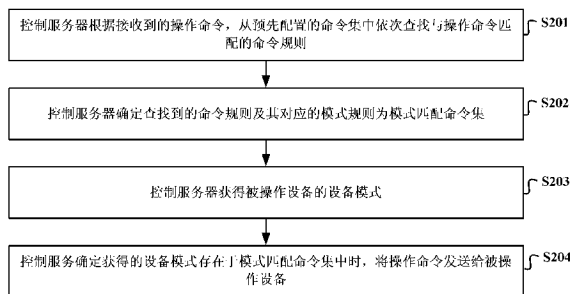 控制服务器根据接收到的操作命令，从预先配置的命令集中依次查找与操作命令匹
配的命令规则
S201
控制服务器确定查找到的命令规则及其对应的模式规则为模式匹配命令集
S202
控制服务器获得被操作设备的设备模式
S203
控制服务确定获得的设备模式存在于模式匹配命令集中时，将操作命令发送给被操
作设备
S204